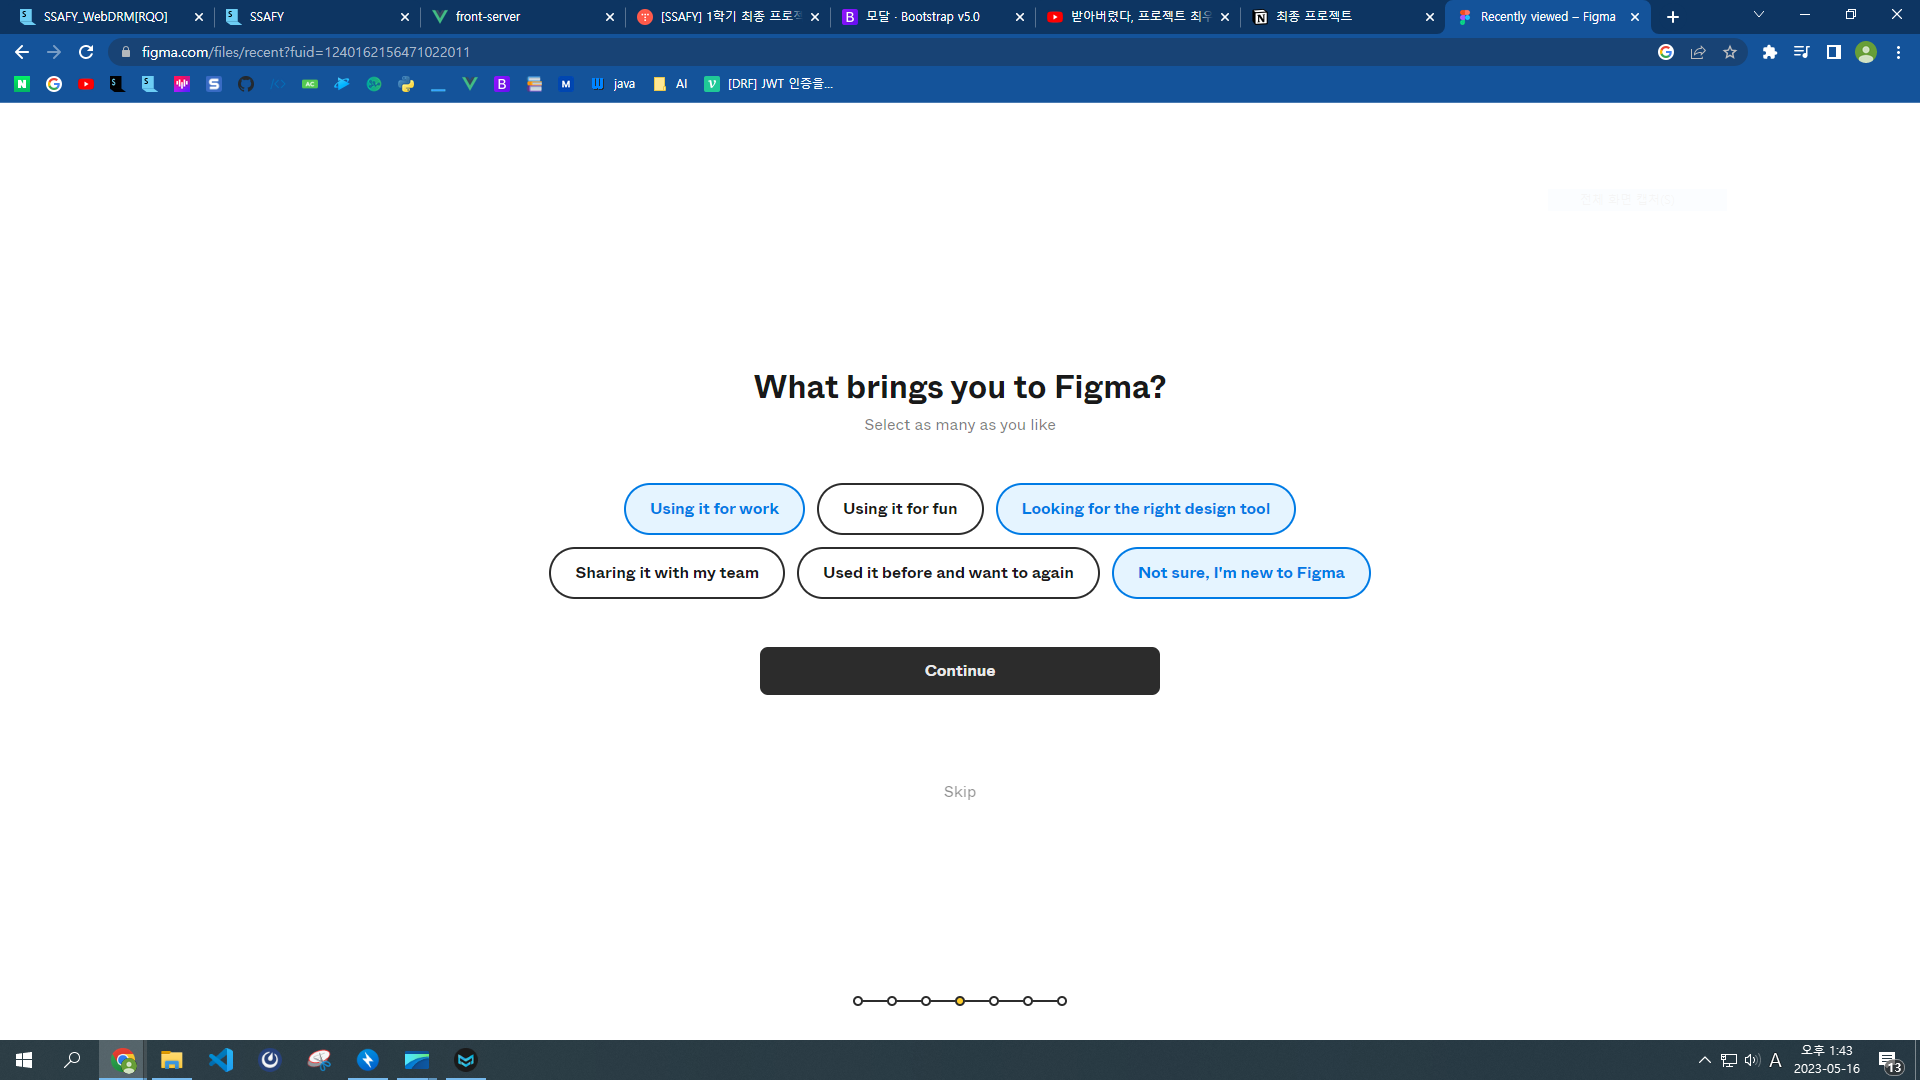 SSAFY_WebDRM[RQO]
SSAFY
front-server
[SSAFY] 1학기 최종 프로젝
모달 · Bootstrap v5.0
받아버렸다, 프로젝트 최우
최종 프로젝트
Recently viewed – Figma
figma.com/files/recent?fuid=1240162156471022011
java
AI
[DRF] JWT 인증을...
What brings you to Figma?
Select as many as you like
Using it for work
Using it for fun
Looking for the right design tool
Sharing it with my team
Used it before and want to again
Not sure, I'm new to Figma
Continue
Skip
A
오후 1:43
2023-05-16
13